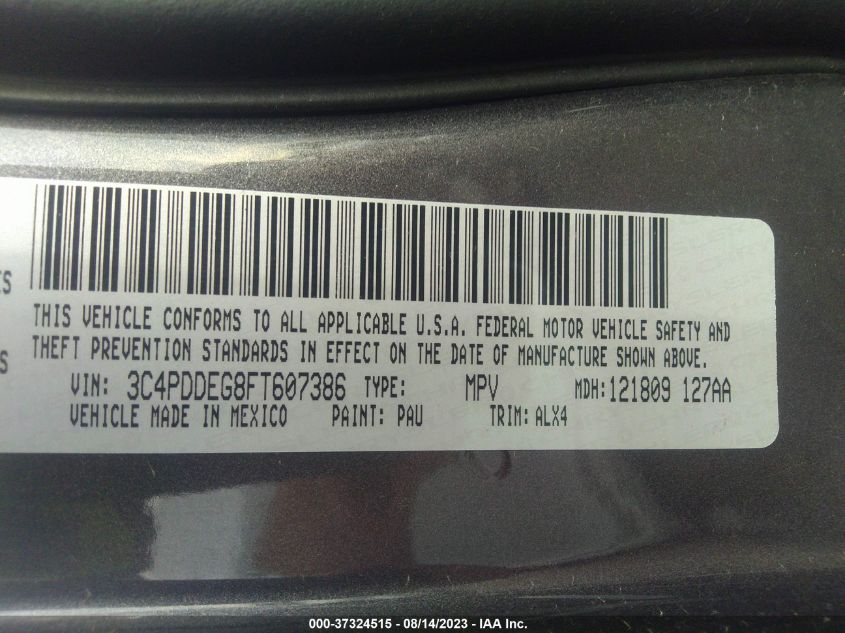 THIS VEHICLE CONFORMS TO ALL APPLICABLE U.S.A. FEDERAL MOTOR VEHICLE SAFETY AND
THEFT PREVENTION STANDARDS IN EFFECT ON THE DATE OF MANUFACTURE SHOWN ABOVE.
VIN: 3C4PDDEG8FT607386 TYPE: MPV MDH:121809 127AA
VEHICLE MADE IN MEXICO PAINT: PAU TRIM: ALX4
000-37324515 - 08/14/2023 - IAA Inc.